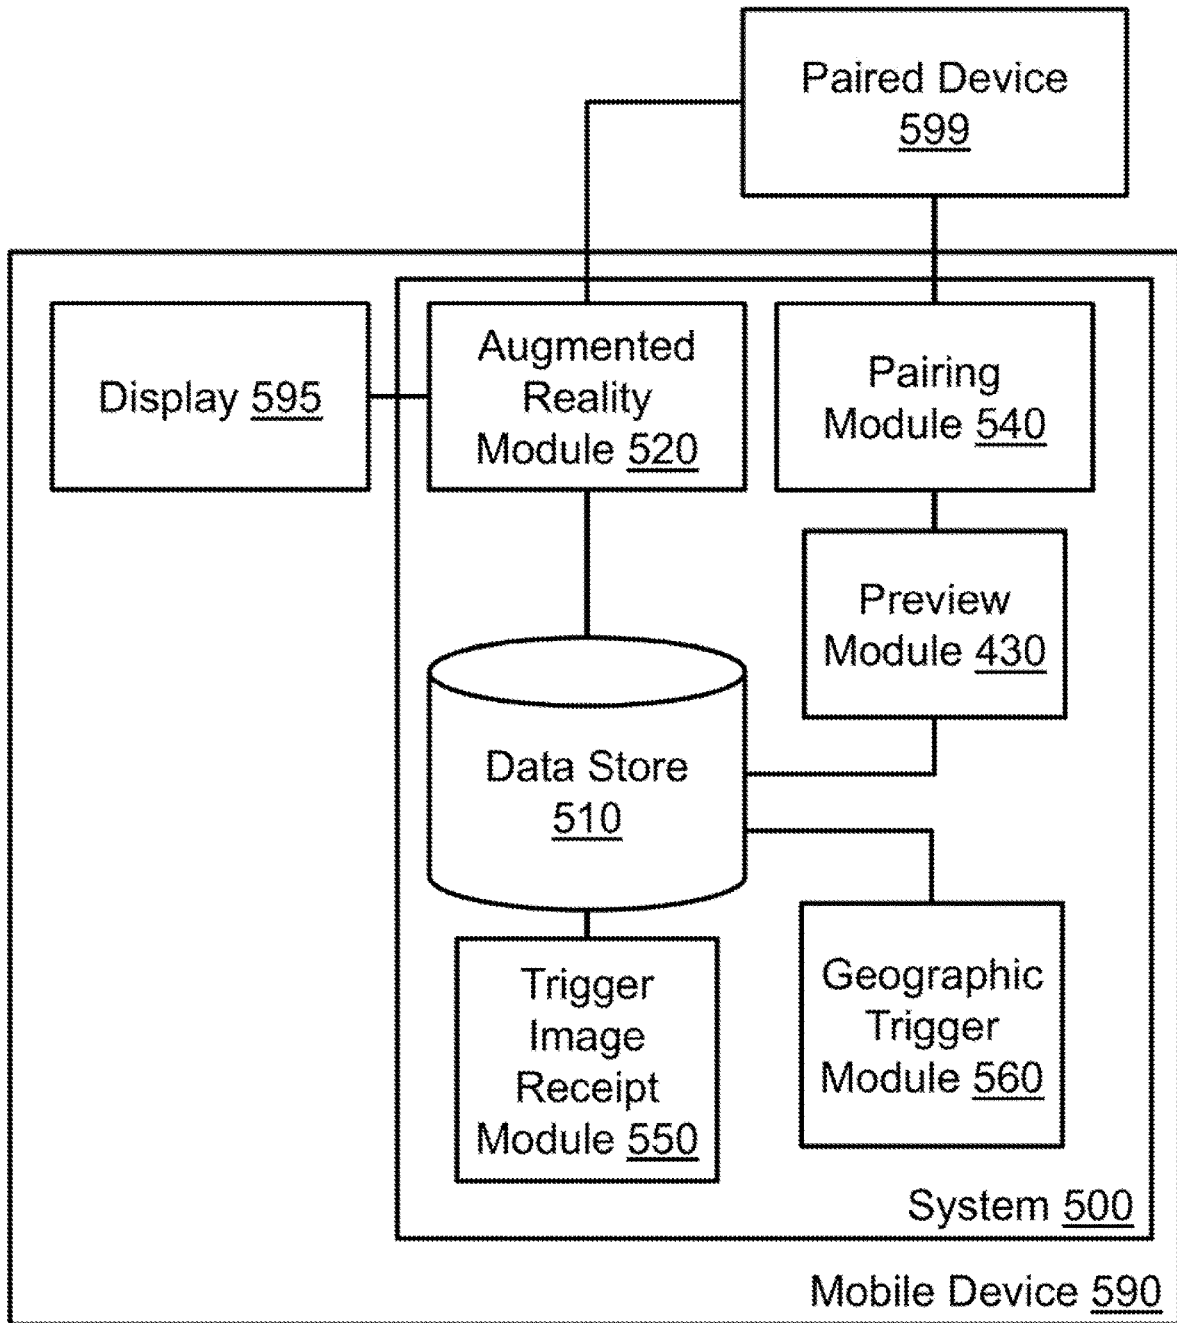 Paired Device
599
Display 595
Augmented
Reality
Module 520
Pairing
Module 540
Preview
Module 430
Data Store
510
Trigger
Image
Receipt
Module 550
Geographic
Trigger
Module 560
System 500
Mobile Device 590